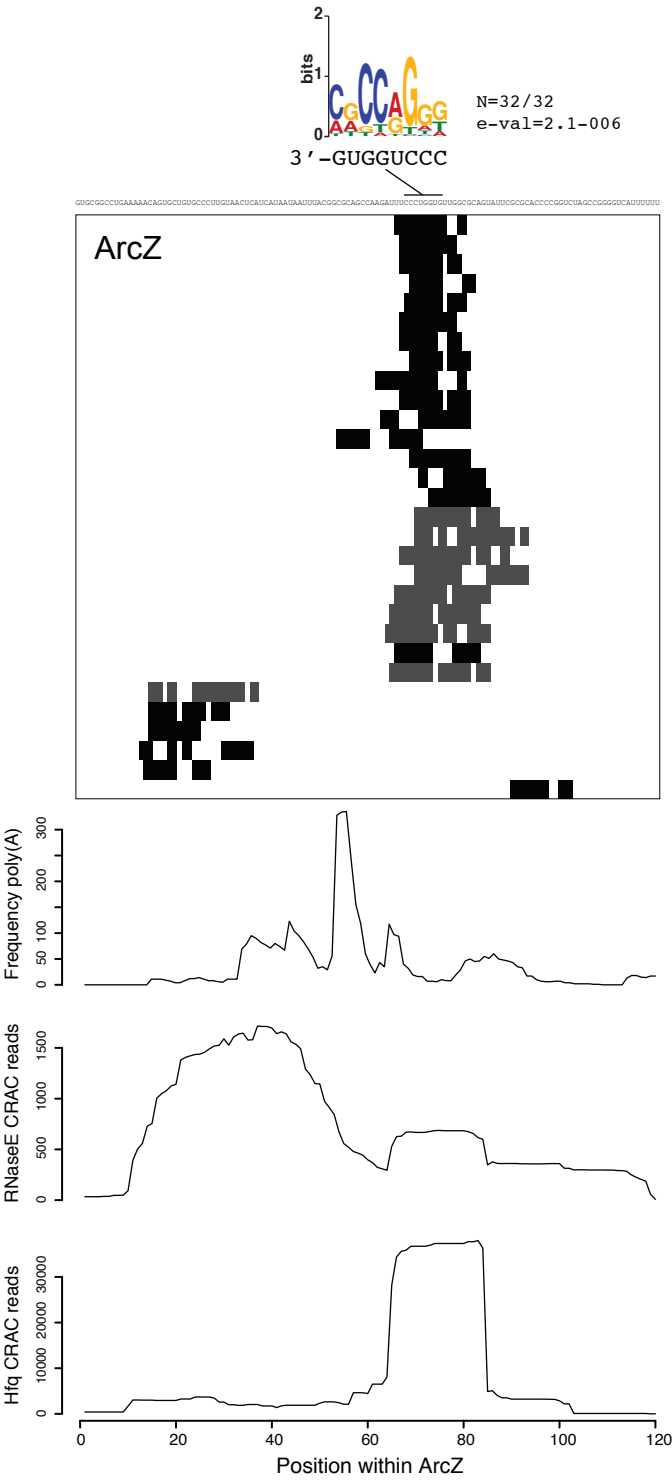 2
bits
1
0
CGCCAGGG
N=32/32
e-val=2.1-006
3′-GUGGUCCC
GUGCGGCCUGAAAAACAGUGCUGUGCCCUUGUAACUCAUCAUAAUAAUUUACGGCGCAGCCAAGAUUUCCCUGGUGUUGGCGCAGUAUUCGCGCACCCCGGUCUAGCCGGGGUCAUUUUUU
ArcZ
Frequency poly(A)
0 50 100 200 300
RNaseE CRAC reads
0 500 1000 1500
Hfq CRAC reads
0 10000 20000 30000
0 20 40 60 80 100 120
Position within ArcZ